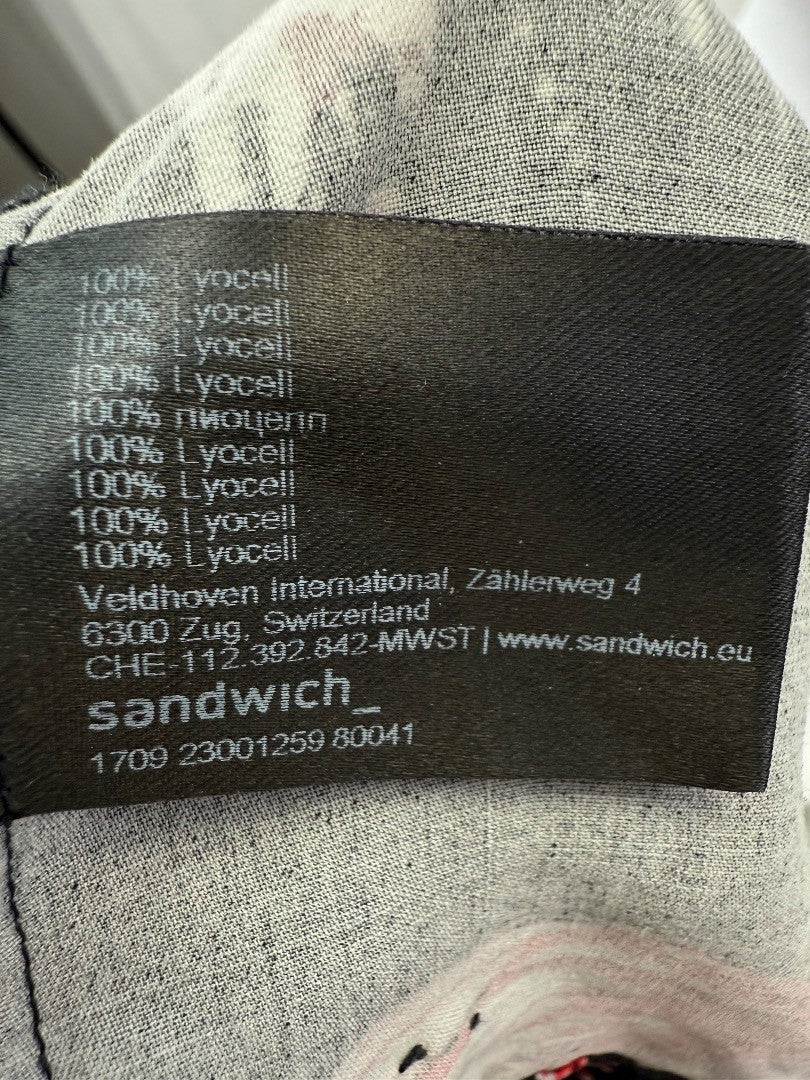 100% Lyocell
100% Lyocell
100% Lyocell
100% Lyocell
100% лиоцелл
100% Lyocell
100% Lyocell
100% Lyocell
100% Lyocell
Veldhoven International, Zählerweg 4
6300 Zug, Switzerland
CHE-112.392.842-MWST | www.sandwich.eu
sandwich_
1709 23001259 80041